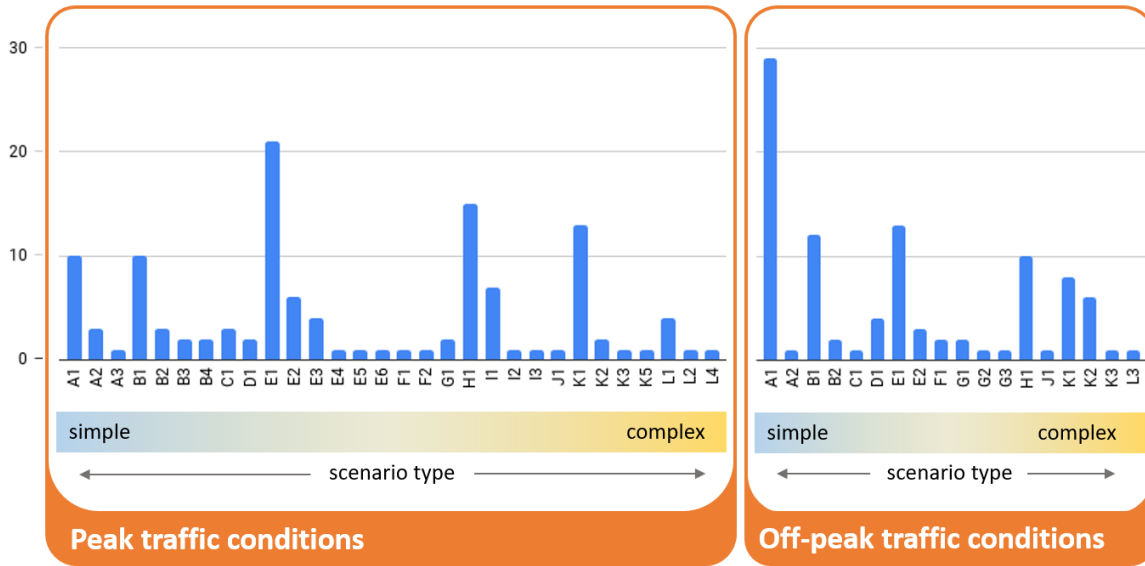 30
20
10
0
A1 A2 A3 B1 B2 B3 B4 C1 D1 E1 E2 E3 E4 E5 E6 F1 F2 G1 H1 I1 I2 I3 J1 K1 K2 K3 K5 L1 L2 L4
simple complex
scenario type
Peak traffic conditions
A1 A2 B1 B2 C1 D1 E1 E2 F1 G1 G2 G3 H1 J1 K1 K2 K3 L3
simple complex
scenario type
Off-peak traffic conditions